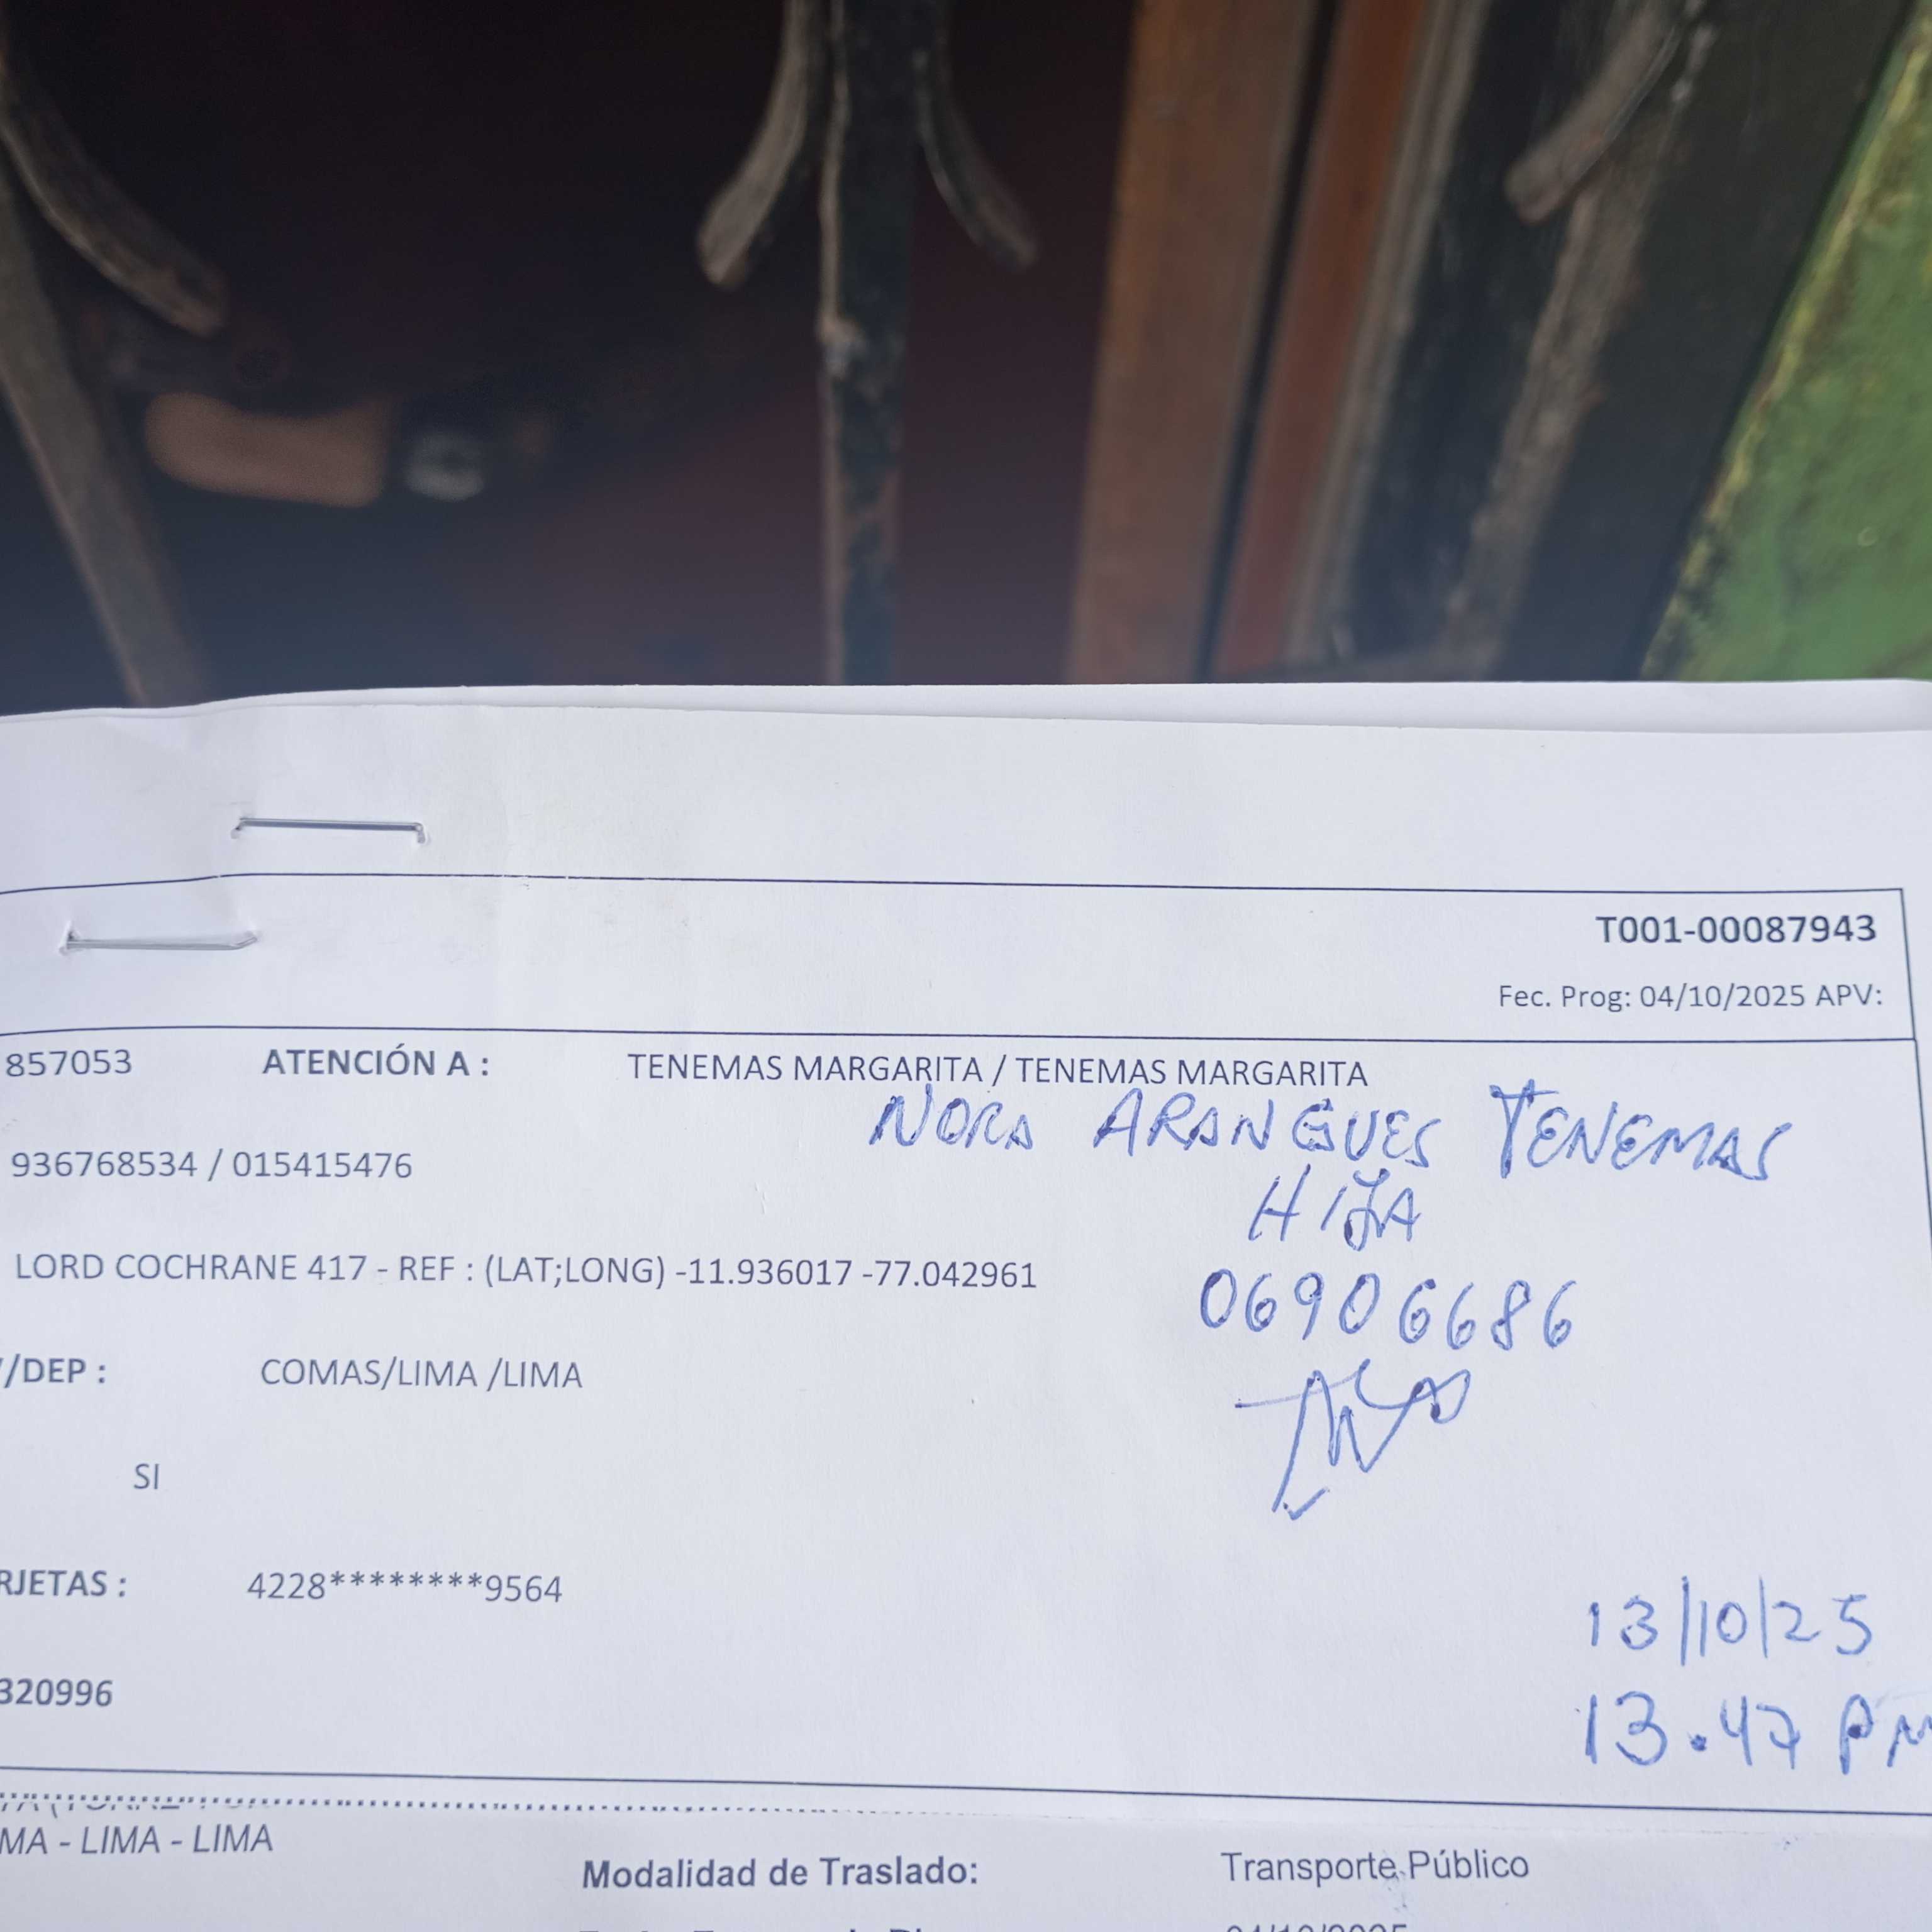 T001-00087943
Fec. Prog: 04/10/2025 APV:
857053 ATENCIÓN A : TENEMAS MARGARITA / TENEMAS MARGARITA
NORA ARANGUES TENEMAS
936768534 / 015415476
HIJA
LORD COCHRANE 417 - REF : (LAT;LONG) -11.936017 -77.042961
06906686
/DEP : COMAS/LIMA /LIMA
SI
RJETAS : 4228********9564
13/10/25
320996
13.47 PM
MA - LIMA - LIMA
Modalidad de Traslado: Transporte Público